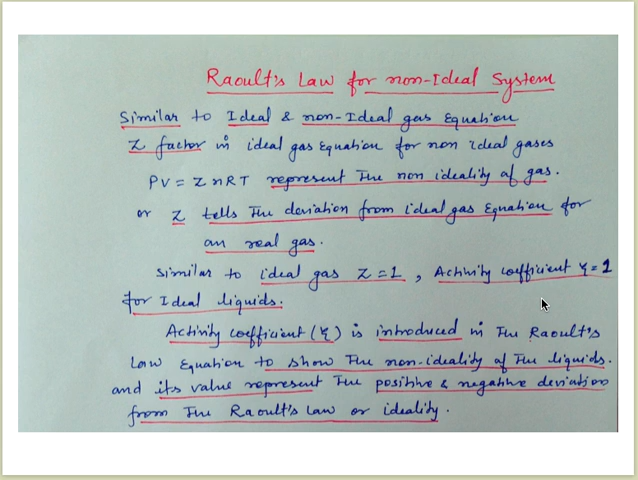 Raoult's Law for non-Ideal System
Similar to Ideal & non-Ideal gas Equation
Z factor in ideal gas Equation for non ideal gases
PV = Z nRT represent The non ideality of gas.
or Z tells The deviation from ideal gas Equation for
an real gas.
Similar to ideal gas Z = 1 , Activity coefficient γ = 1
for Ideal liquids.
Activity coefficient (γ) is introduced in The Raoult's
Law Equation to show The non-ideality of The liquids.
and its value represent The positive & negative deviation
from The Raoult's Law or ideality.